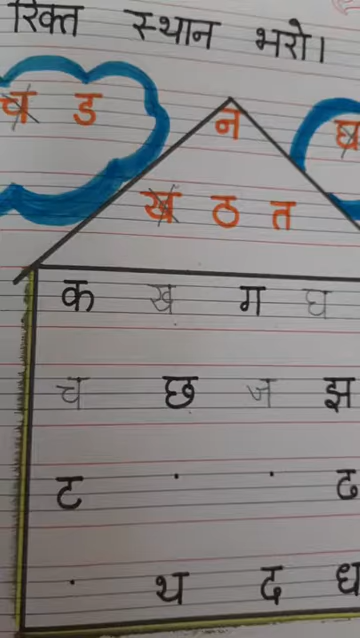 रिक्त स्थान भरो।
च ड
न
घ
ख ठ त
क ख ग घ
च छ ज झ
ट ढ
थ द ध